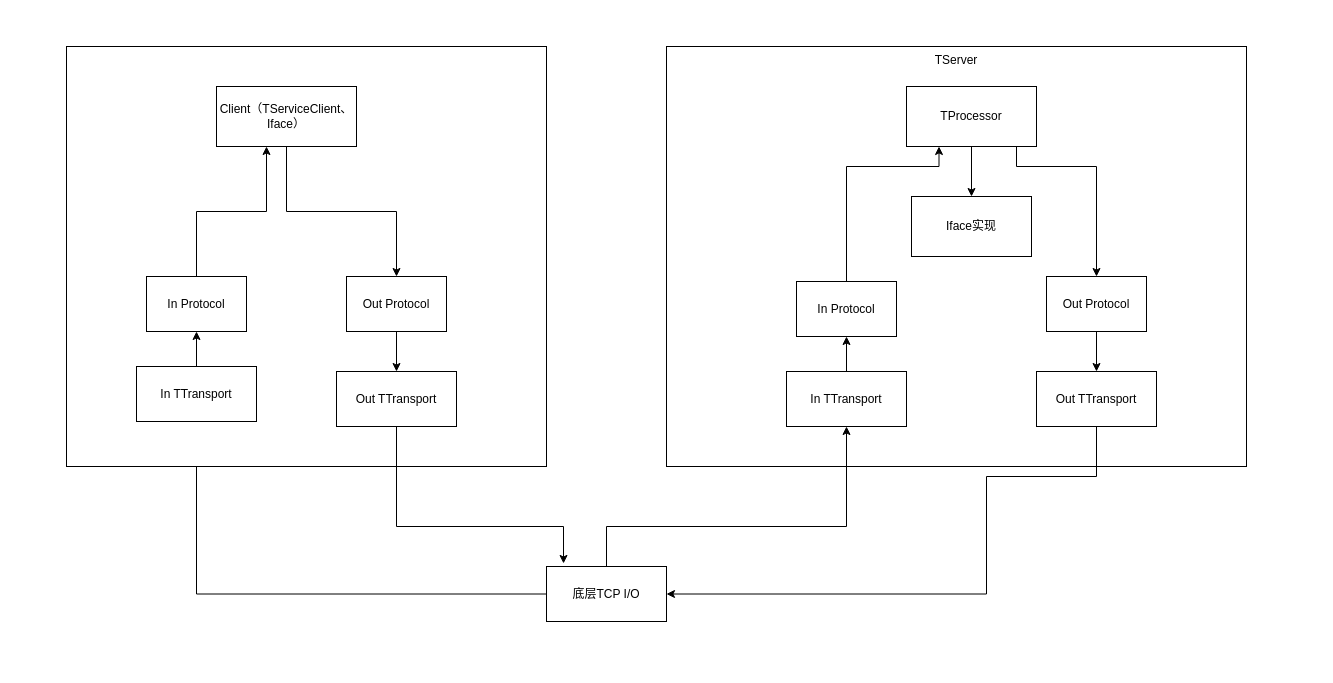 Client（TServiceClient、
Iface）
In Protocol
Out Protocol
In TTransport
Out TTransport
TServer
TProcessor
Iface实现
In Protocol
Out Protocol
In TTransport
Out TTransport
底层TCP I/O